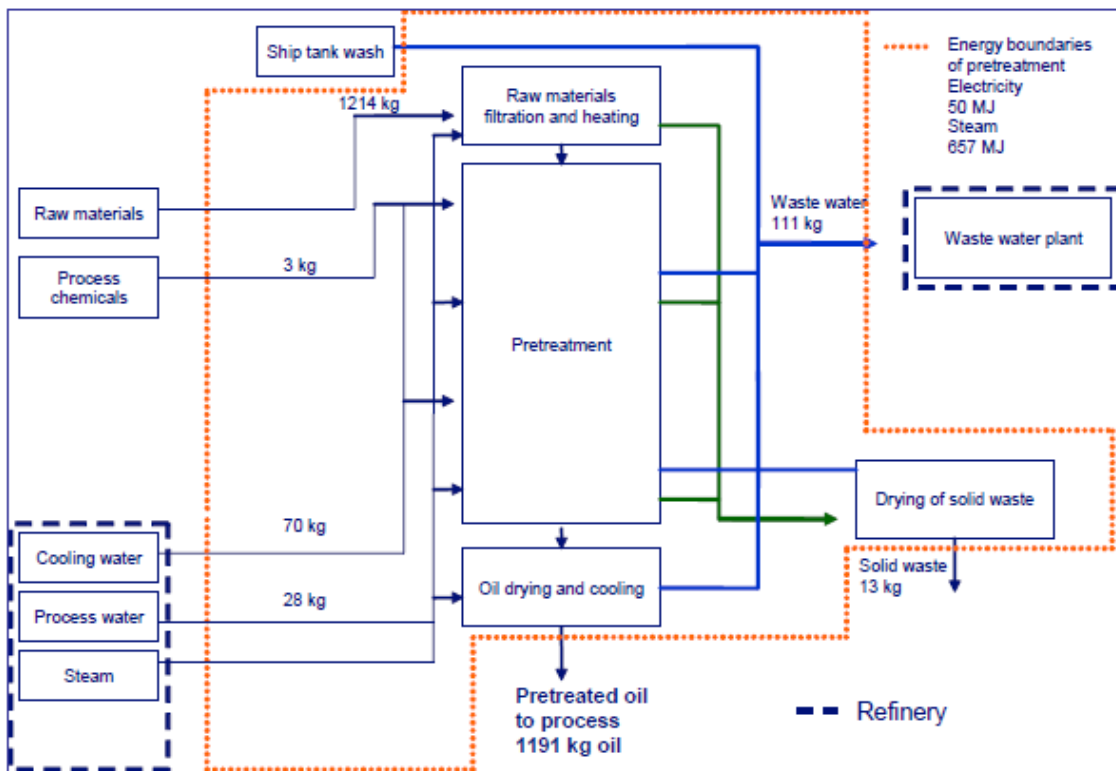 Ship tank wash
Energy boundaries
of pretreatment
Electricity
50 MJ
Steam
657 MJ
1214 kg
Raw materials
filtration and heating
Raw materials
Waste water
111 kg
Waste water plant
Process
chemicals
3 kg
Pretreatment
Drying of solid waste
70 kg
Cooling water
Solid waste
13 kg
Oil drying and cooling
28 kg
Process water
Steam
Pretreated oil
to process
1191 kg oil
Refinery